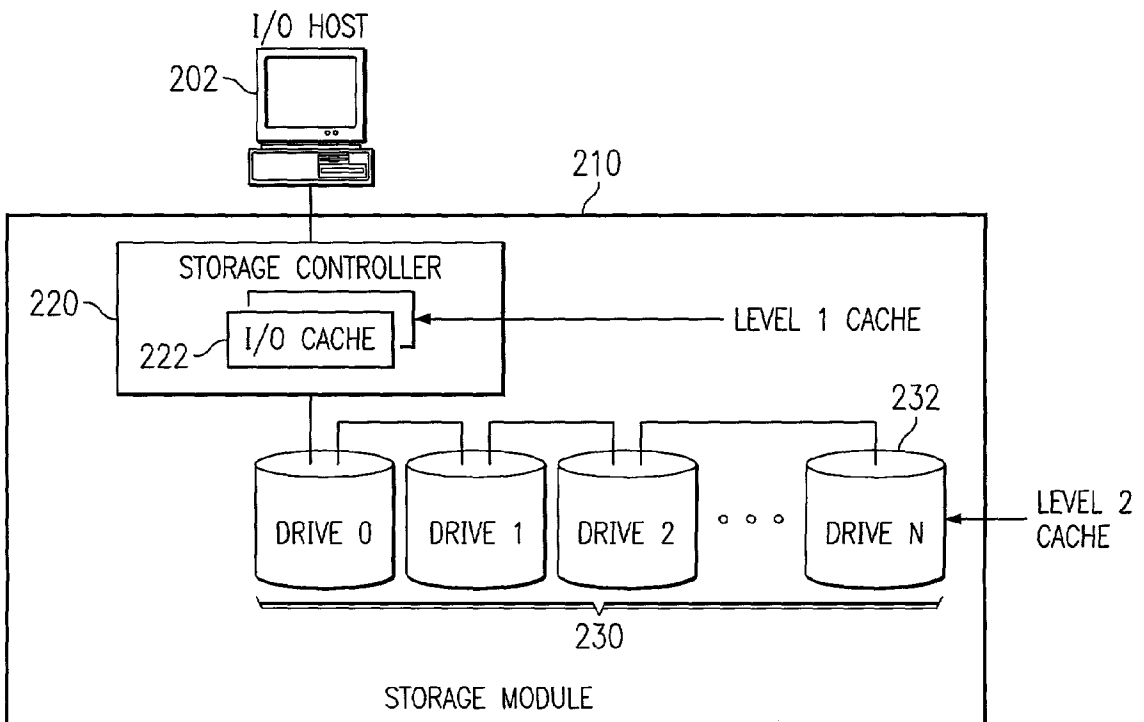 I/O HOST
202
210
STORAGE CONTROLLER
220
I/O CACHE
222
LEVEL 1 CACHE
232
DRIVE 0
DRIVE 1
DRIVE 2
DRIVE N
LEVEL 2
CACHE
230
STORAGE MODULE